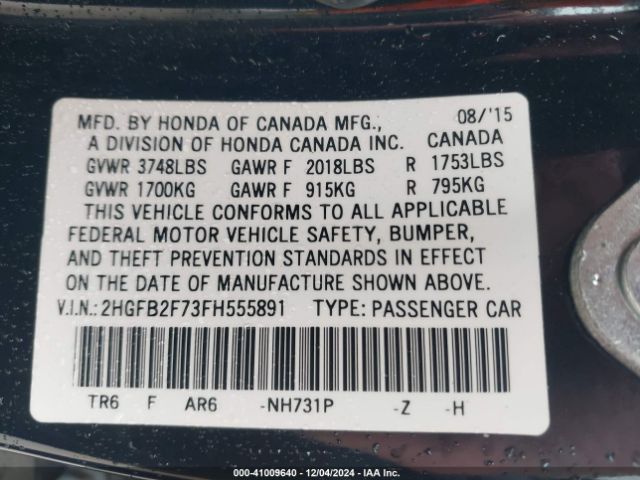 MFD. BY HONDA OF CANADA MFG., 08/'15
A DIVISION OF HONDA CANADA INC. CANADA
GVWR 3748LBS GAWR F 2018LBS R 1753LBS
GVWR 1700KG GAWR F 915KG R 795KG
THIS VEHICLE CONFORMS TO ALL APPLICABLE
FEDERAL MOTOR VEHICLE SAFETY, BUMPER,
AND THEFT PREVENTION STANDARDS IN EFFECT
ON THE DATE OF MANUFACTURE SHOWN ABOVE.
V.I.N.: 2HGFB2F73FH555891 TYPE: PASSENGER CAR
TR6 F AR6 -NH731P -Z -H
000-41009640 - 12/04/2024 - IAA Inc.